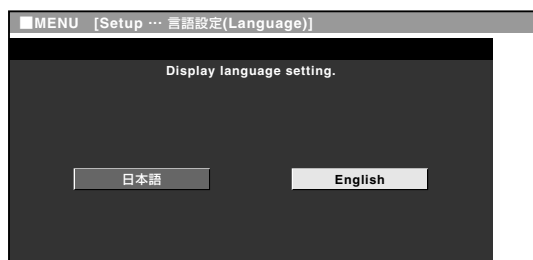 ■MENU [Setup ··· 言語設定(Language)]
Display language setting.
日本語 English